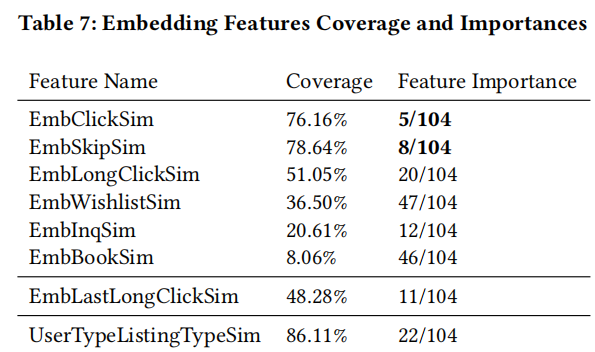 Table 7: Embedding Features Coverage and Importances
Feature Name Coverage Feature Importance
EmbClickSim 76.16% 5/104
EmbSkipSim 78.64% 8/104
EmbLongClickSim 51.05% 20/104
EmbWishlistSim 36.50% 47/104
EmbInqSim 20.61% 12/104
EmbBookSim 8.06% 46/104
EmbLastLongClickSim 48.28% 11/104
UserTypeListingTypeSim 86.11% 22/104